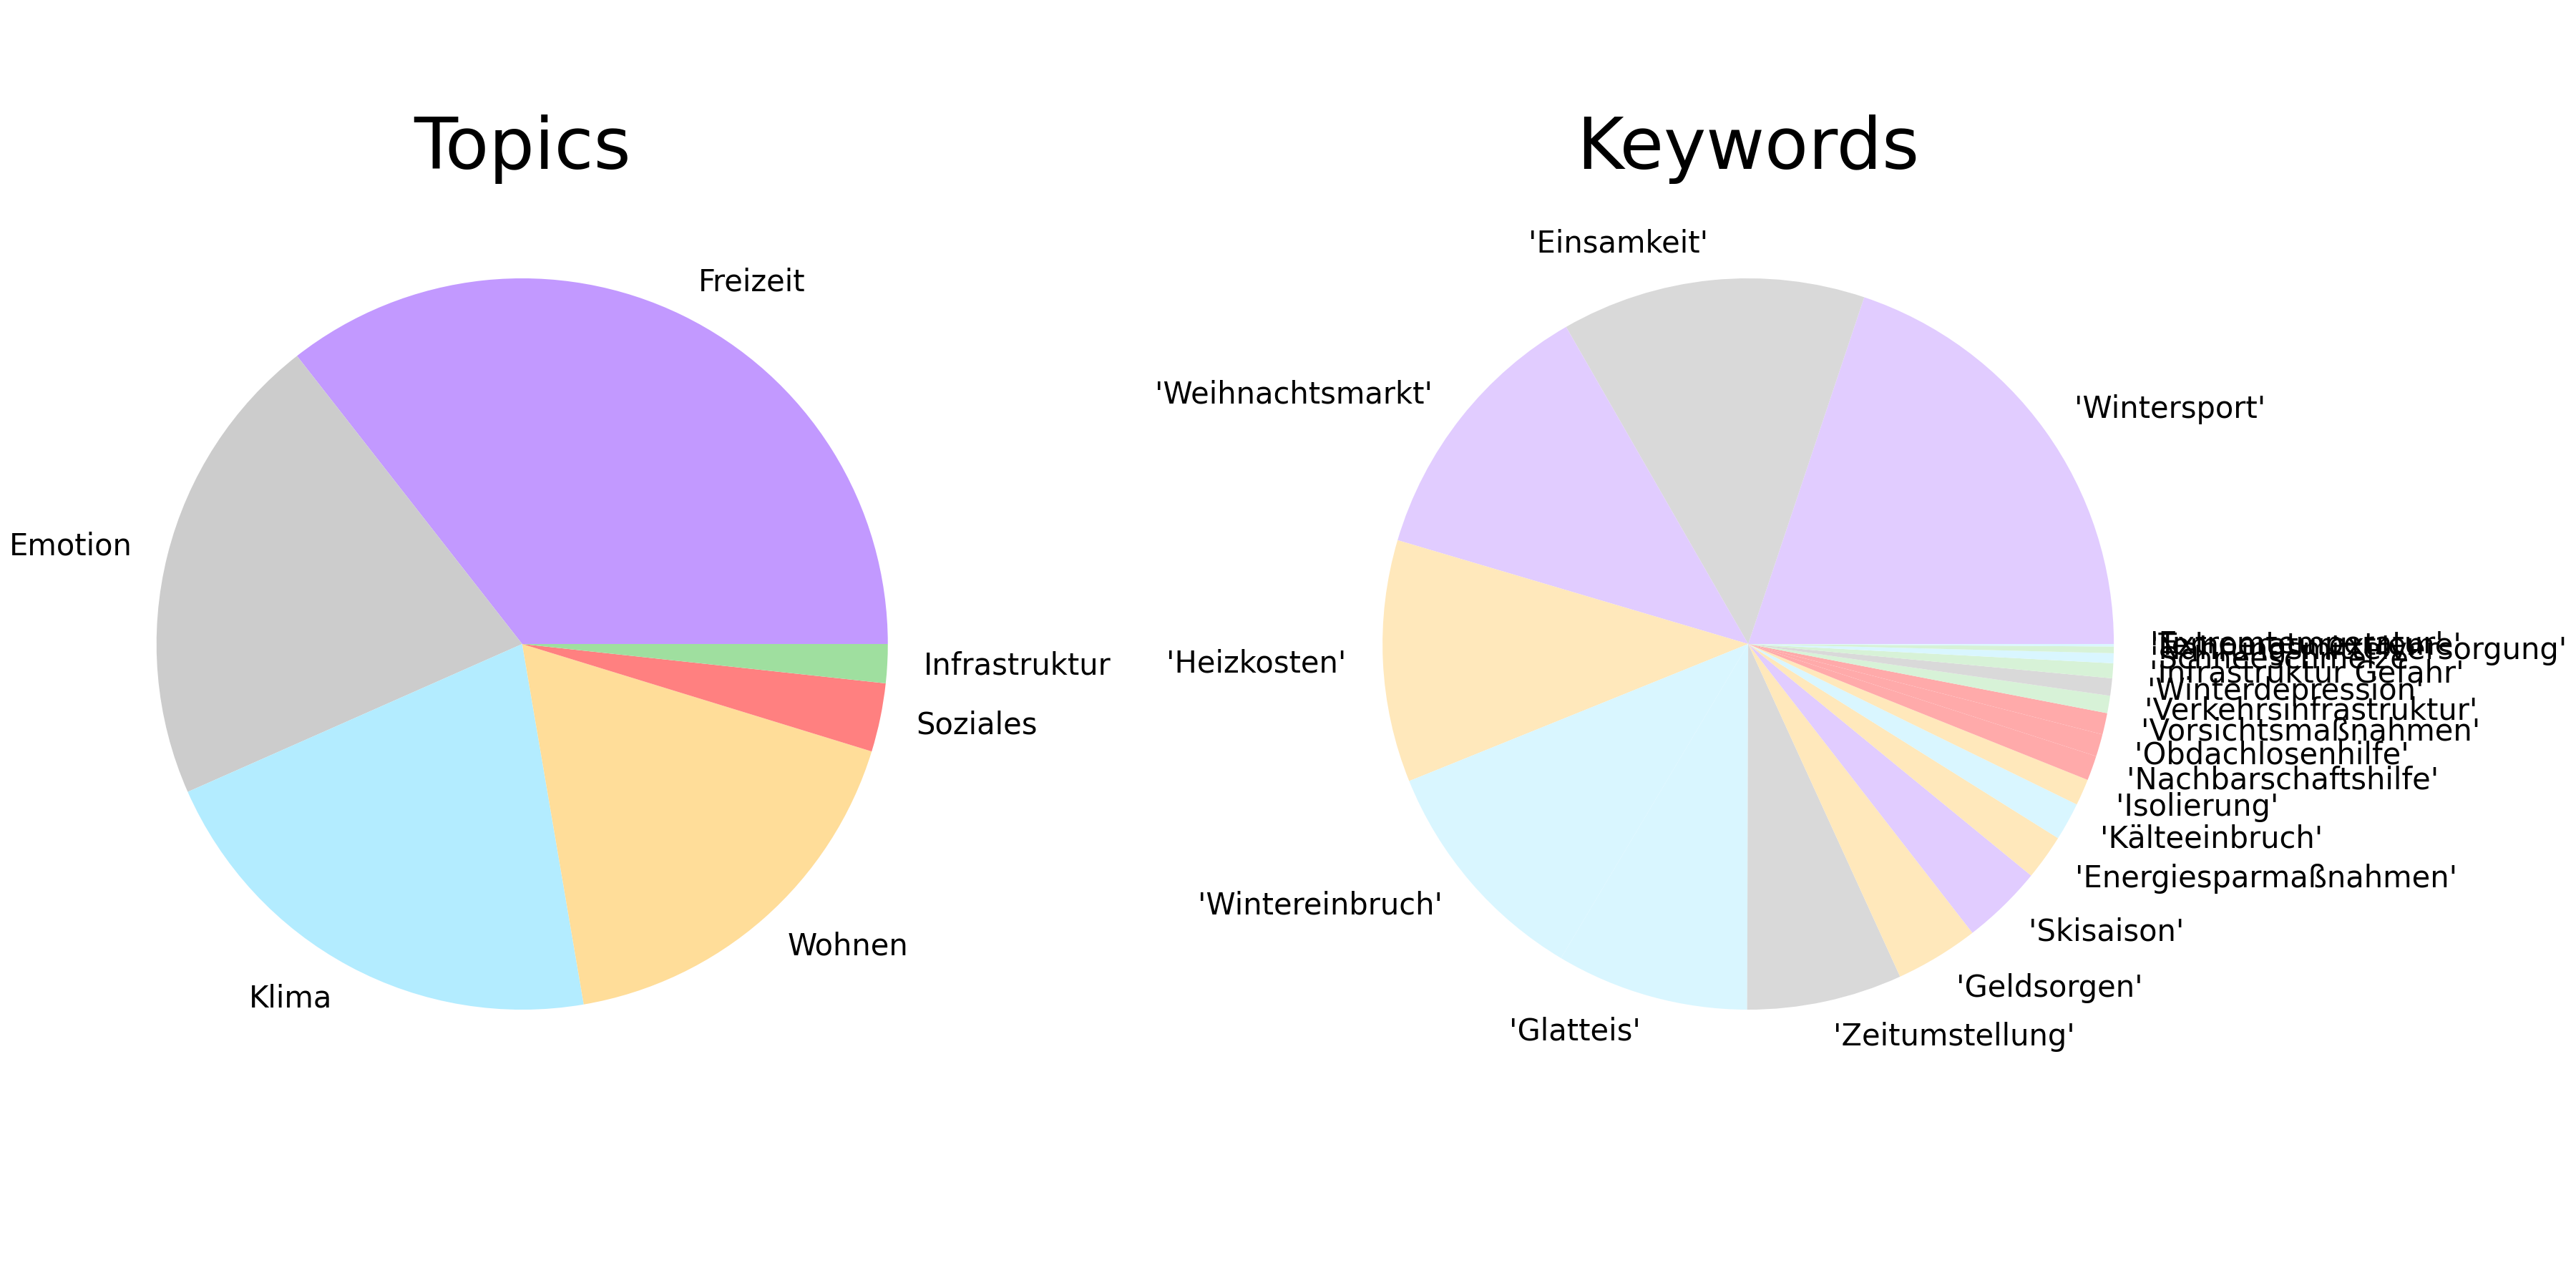 Topics
Freizeit
Emotion
Infrastruktur
Soziales
Wohnen
Klima
Keywords
'Einsamkeit'
'Weihnachtsmarkt'
'Wintersport'
'Heizkosten'
'Schneeschmelze'
'Infrastruktur Gefahr'
'Winterdepression'
'Verkehrsinfrastruktur'
'Vorsichtsmaßnahmen'
'Obdachlosenhilfe'
'Nachbarschaftshilfe'
'Isolierung'
'Kälteeinbruch'
'Energiesparmaßnahmen'
'Wintereinbruch'
'Skisaison'
'Geldsorgen'
'Glatteis'
'Zeitumstellung'